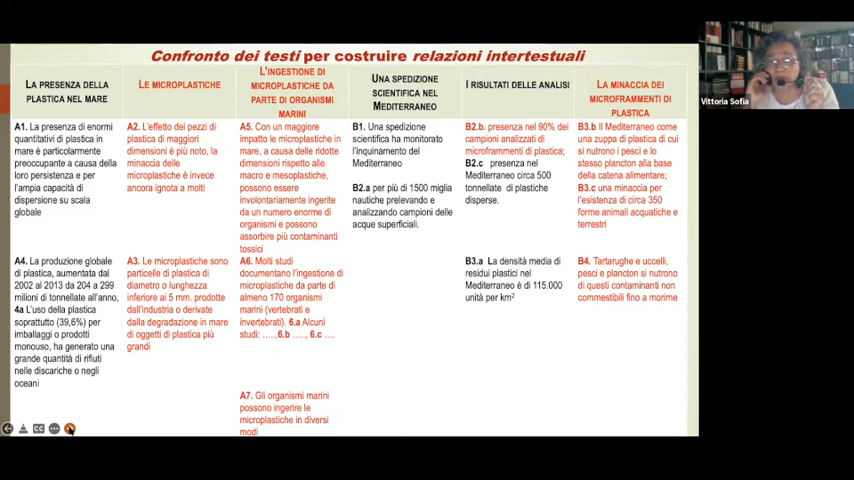 Confronto dei testi per costruire relazioni intertestuali
LA PRESENZA DELLA
PLASTICA NEL MARE
LE MICROPLASTICHE
L'INGESTIONE DI
MICROPLASTICHE DA
PARTE DI ORGANISMI
MARINI
UNA SPEDIZIONE
SCIENTIFICA NEL
MEDITERRANEO
I RISULTATI DELLE ANALISI
LA MINACCIA DEI
MICROFRAMMENTI DI
PLASTICA
A1. La presenza di enormi
quantitativi di plastica in
mare è particolarmente
preoccupante a causa della
loro persistenza e per
l'ampia capacità di
dispersione su scala
globale
A2. L'effetto dei pezzi di
plastica di maggiori
dimensioni è più noto, la
minaccia delle
microplastiche è invece
ancora ignota a molti
A5. Con un maggiore
impatto le microplastiche in
mare, a causa delle ridotte
dimensioni rispetto alle
macro e mesoplastiche,
possono essere
involontariamente ingerite
da un numero enorme di
organismi e possono
assorbire più contaminanti
tossici
B1. Una spedizione
scientifica ha monitorato
l'inquinamento del
Mediterraneo
B2.a per più di 1500 miglia
nautiche prelevando e
analizzando campioni delle
acque superficiali.
B2.b. presenza nel 90% dei
campioni analizzati di
microframmenti di plastica;
B2.c presenza nel
Mediterraneo circa 500
tonnellate di plastiche
disperse.
B3.b Il Mediterraneo come
una zuppa di plastica di cui
si nutrono i pesci e lo
stesso plancton alla base
della catena alimentare;
B3.c una minaccia per
l'esistenza di circa 350
forme animali acquatiche e
terrestri
A4. La produzione globale
di plastica, aumentata dal
2002 al 2013 da 204 a 299
milioni di tonnellate all'anno,
4a L'uso della plastica
soprattutto (39,6%) per
imballaggi o prodotti
monouso, ha generato una
grande quantità di rifiuti
nelle discariche o negli
oceani
A3. Le microplastiche sono
particelle di plastica di
diametro o lunghezza
inferiore ai 5 mm. prodotte
dall'industria o derivate
dalla degradazione in mare
di oggetti di plastica più
grandi
A6. Molti studi
documentano l'ingestione di
microplastiche da parte di
almeno 170 organismi
marini (vertebrati e
invertebrati). 6.a Alcuni
studi: …..,6.b ….., 6.c ….
B3.a La densità media di
residui plastici nel
Mediterraneo è di 115.000
unità per km²
B4. Tartarughe e uccelli,
pesci e plancton si nutrono
di questi contaminanti non
commestibili fino a morime
A7. Gli organismi marini
possono ingerire le
microplastiche in diversi
modi
CC
Vittoria Sofia